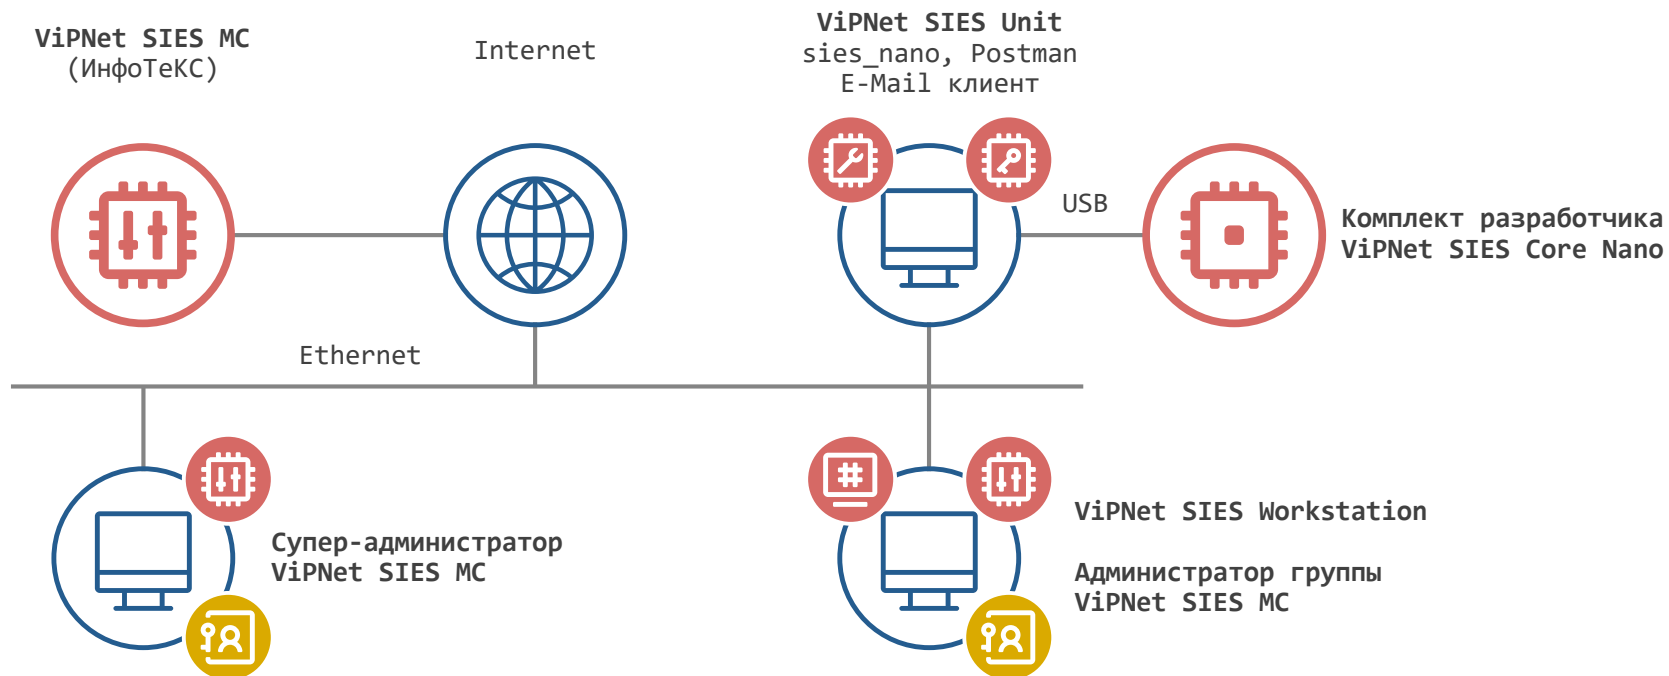 ViPNet SIES MC
(ИнфоТеКС)
Internet
ViPNet SIES Unit
sies_nano, Postman
E-Mail клиент
USB
Комплект разработчика
ViPNet SIES Core Nano
Ethernet
Супер-администратор
ViPNet SIES MC
ViPNet SIES Workstation
Администратор группы
ViPNet SIES MC